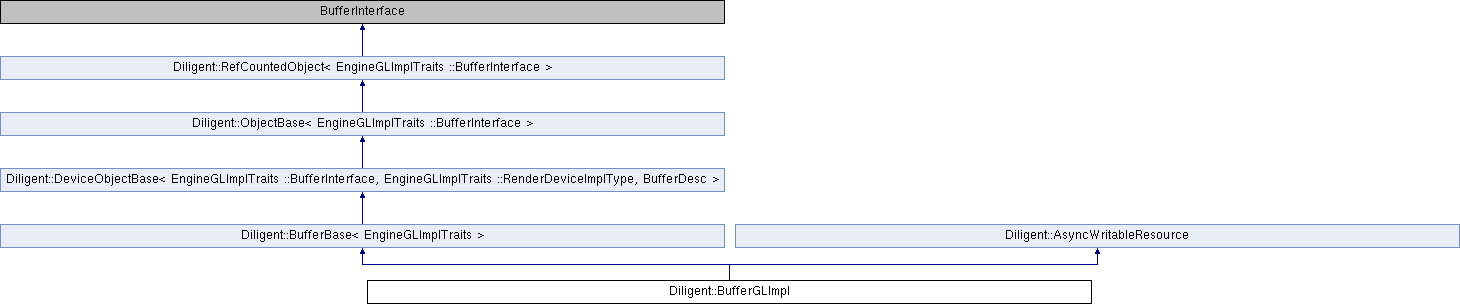 BufferInterface
Diligent::RefCountedObject< EngineGLImplTraits ::BufferInterface >
Diligent::ObjectBase< EngineGLImplTraits ::BufferInterface >
Diligent::DeviceObjectBase< EngineGLImplTraits ::BufferInterface, EngineGLImplTraits ::RenderDeviceImplType, BufferDesc >
Diligent::BufferBase< EngineGLImplTraits > Diligent::AsyncWritableResource
Diligent::BufferGLImpl